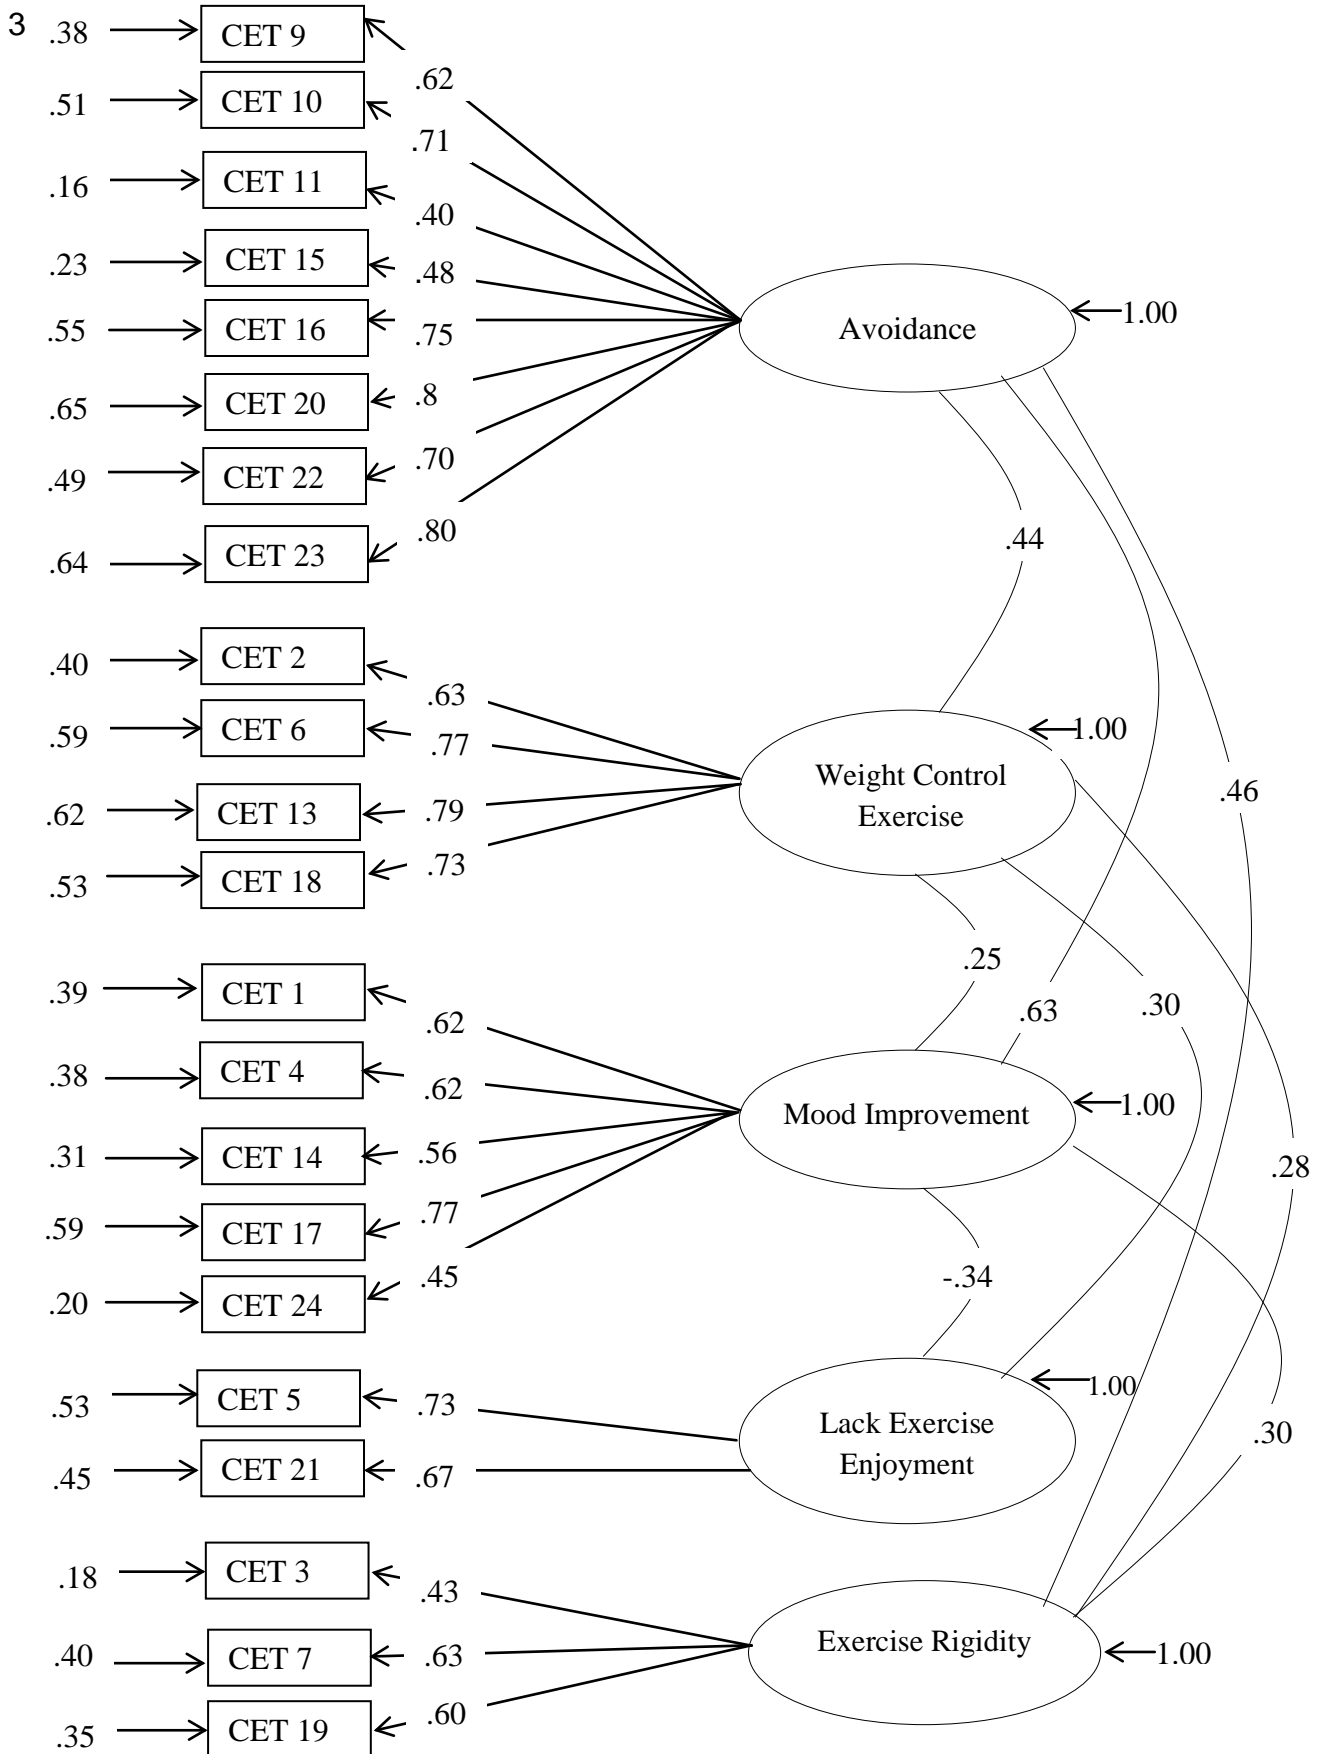 3 .38 CET 9
.62
.51 CET 10
.71
.16 CET 11
.40
.23 CET 15
.48
.55 CET 16
.75
.65 CET 20
.8
.49 CET 22
.70
.64 CET 23
.80
Avoidance
1.00
.44
.40 CET 2
.63
.59 CET 6
.77
.62 CET 13
.79
.53 CET 18
.73
Weight Control
Exercise
1.00
.46
.25
.63
.30
.39 CET 1
.62
.38 CET 4
.62
.31 CET 14
.56
.59 CET 17
.77
.20 CET 24
.45
Mood Improvement
1.00
.28
-.34
.53 CET 5
.73
.45 CET 21
.67
Lack Exercise
Enjoyment
1.00
.30
.18 CET 3
.43
.40 CET 7
.63
.35 CET 19
.60
Exercise Rigidity
1.00